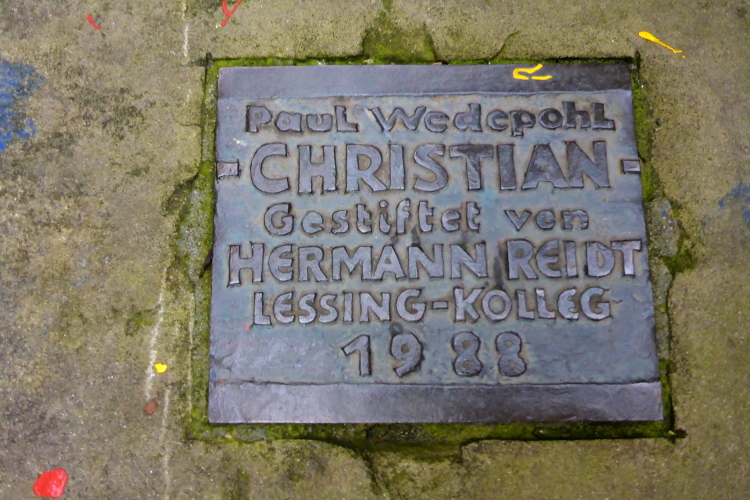 Paul Wedepohl
- CHRISTIAN -
Gestiftet von
HERMANN REIDT
LESSING-KOLLEG
1988